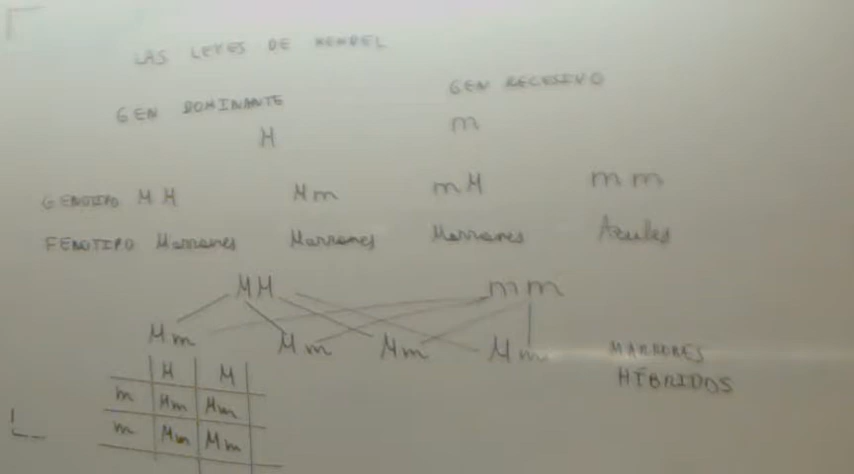 LAS LEYES DE MENDEL
GEN DOMINANTE GEN RECESIVO
M m
GENOTIPO MM Mm mM mm
FENOTIPO Marrones Marrones Marrones Azules
MM mm
Mm Mm Mm Mm MARRONES
HÍBRIDOS
M M
m Mm Mm
m Mm Mm